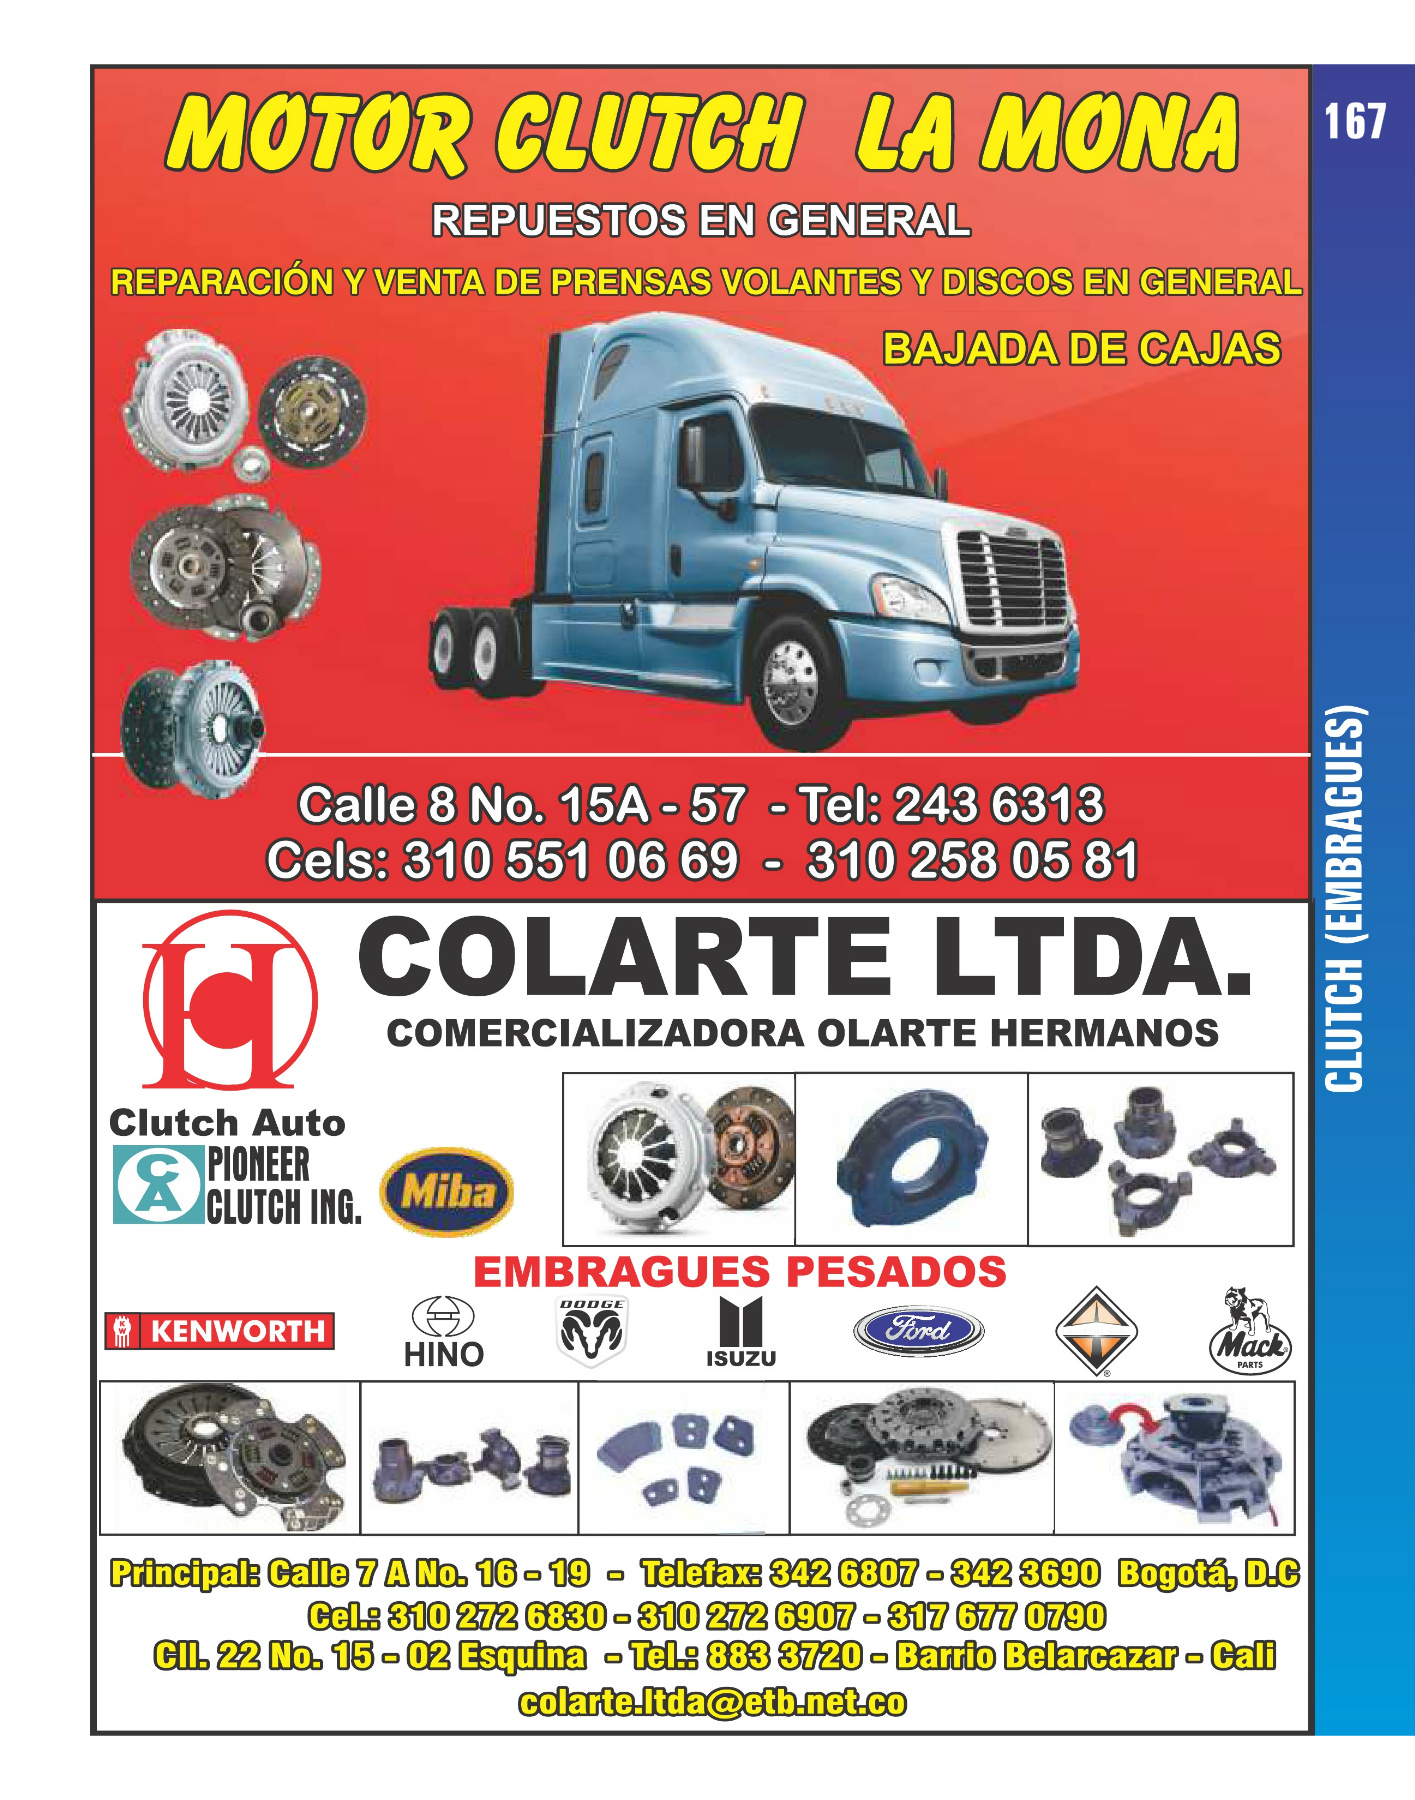 MOTOR CLUTCH LA MONA
REPUESTOS EN GENERAL
REPARACIÓN Y VENTA DE PRENSAS VOLANTES Y DISCOS EN GENERAL
BAJADA DE CAJAS
Calle 8 No. 15A - 57 - Tel: 243 6313
Cels: 310 551 06 69 - 310 258 05 81
167
CLUTCH (EMBRAGUES)
HC
COLARTE LTDA.
COMERCIALIZADORA OLARTE HERMANOS
Clutch Auto
CA
PIONEER
CLUTCH ING.
Miba
EMBRAGUES PESADOS
KW KENWORTH
HINO
DODGE
ISUZU
Ford
Mack
PARTS
Principal: Calle 7 A No. 16 - 19 - Telefax: 342 6807 - 342 3690 Bogotá, D.C
Cel.: 310 272 6830 - 310 272 6907 - 317 677 0790
Cll. 22 No. 15 - 02 Esquina - Tel.: 883 3720 - Barrio Belarcazar - Cali
colarte.ltda@etb.net.co